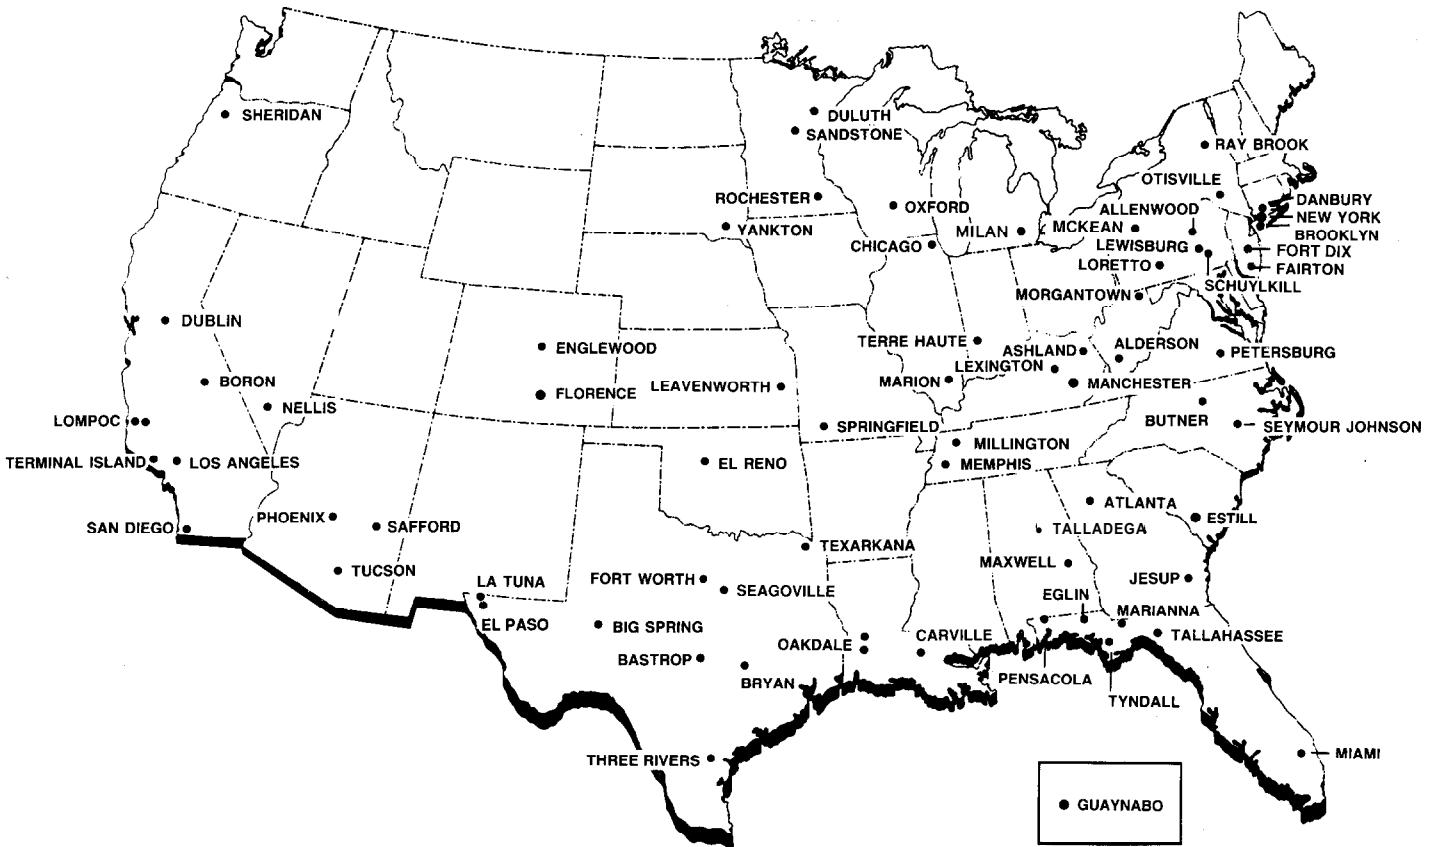 SHERIDAN
DULUTH
SANDSTONE
RAY BROOK
OTISVILLE
ROCHESTER
OXFORD
DANBURY
ALLENWOOD
NEW YORK
YANKTON
MILAN
MCKEAN
BROOKLYN
CHICAGO
LEWISBURG
FORT DIX
LORETTO
FAIRTON
SCHUYLKILL
MORGANTOWN
DUBLIN
TERRE HAUTE
ALDERSON
ENGLEWOOD
ASHLAND
PETERSBURG
LEXINGTON
BORON
MARION
MANCHESTER
LEAVENWORTH
FLORENCE
NELLIS
LOMPOC
BUTNER
SPRINGFIELD
SEYMOUR JOHNSON
MILLINGTON
TERMINAL ISLAND
LOS ANGELES
EL RENO
MEMPHIS
ATLANTA
PHOENIX
ESTILL
SAN DIEGO
SAFFORD
TALLADEGA
TEXARKANA
MAXWELL
TUCSON
LA TUNA
FORT WORTH
JESUP
SEAGOVILLE
EGLIN
MARIANNA
EL PASO
BIG SPRING
CARVILLE
TALLAHASSEE
OAKDALE
BASTROP
PENSACOLA
BRYAN
TYNDALL
MIAMI
THREE RIVERS
GUAYNABO